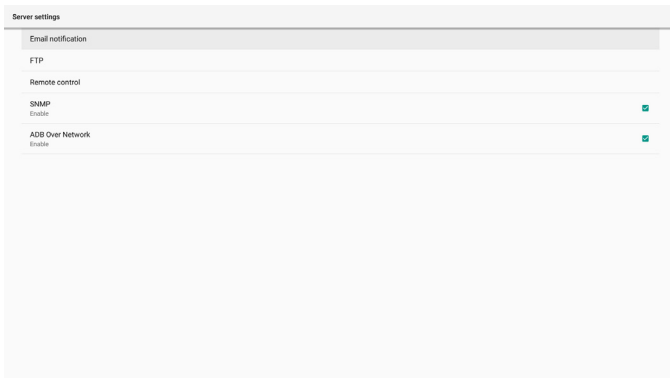 Server settings
Email notification
FTP
Remote control
SNMP
Enable
ADB Over Network
Enable